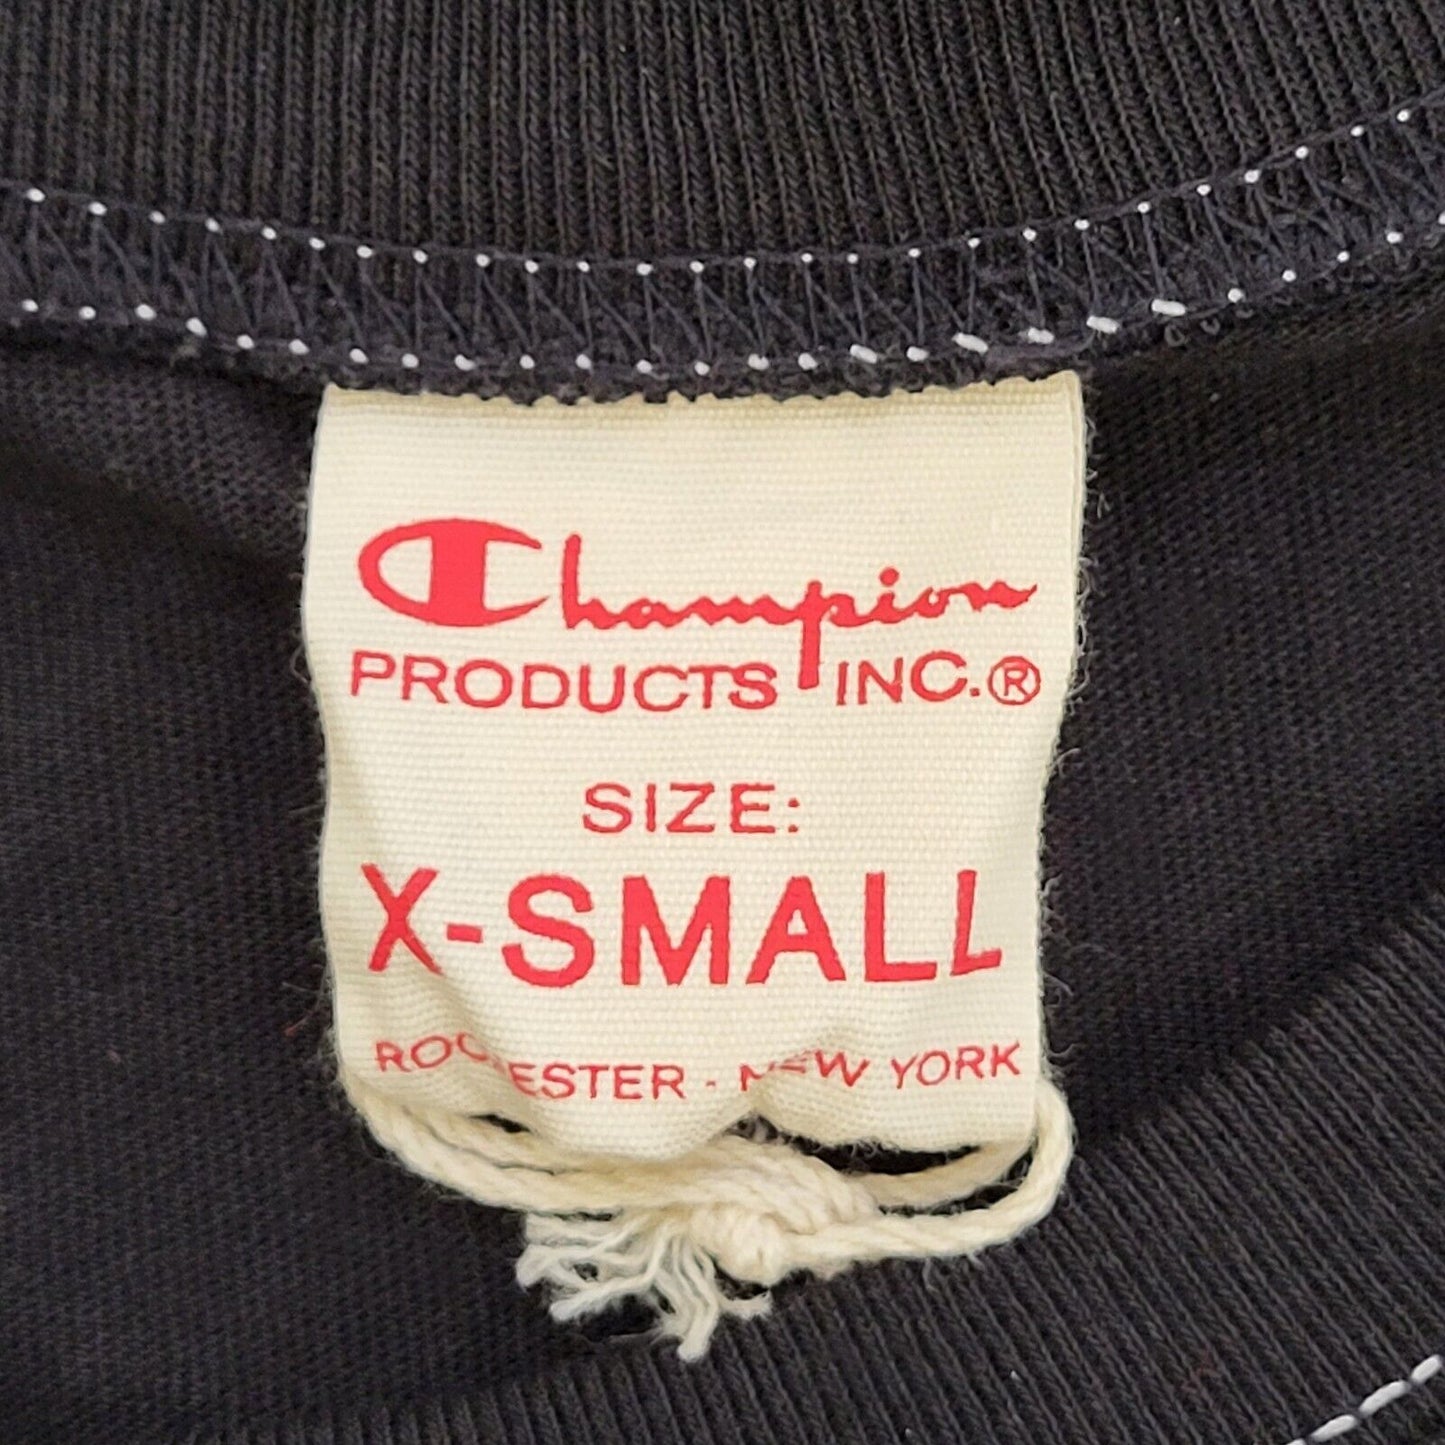 Champion
PRODUCTS INC.®
SIZE:
X-SMALL
ROCHESTER - NEW YORK